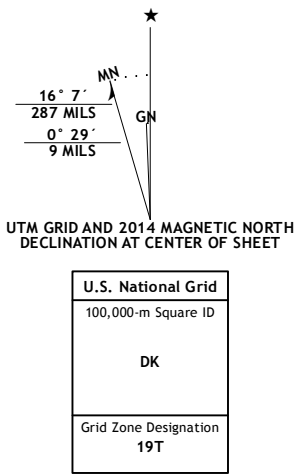 ★
MN
16° 7´
287 MILS
GN
0° 29´
9 MILS
UTM GRID AND 2014 MAGNETIC NORTH
DECLINATION AT CENTER OF SHEET
U.S. National Grid
100,000-m Square ID
DK
Grid Zone Designation
19T